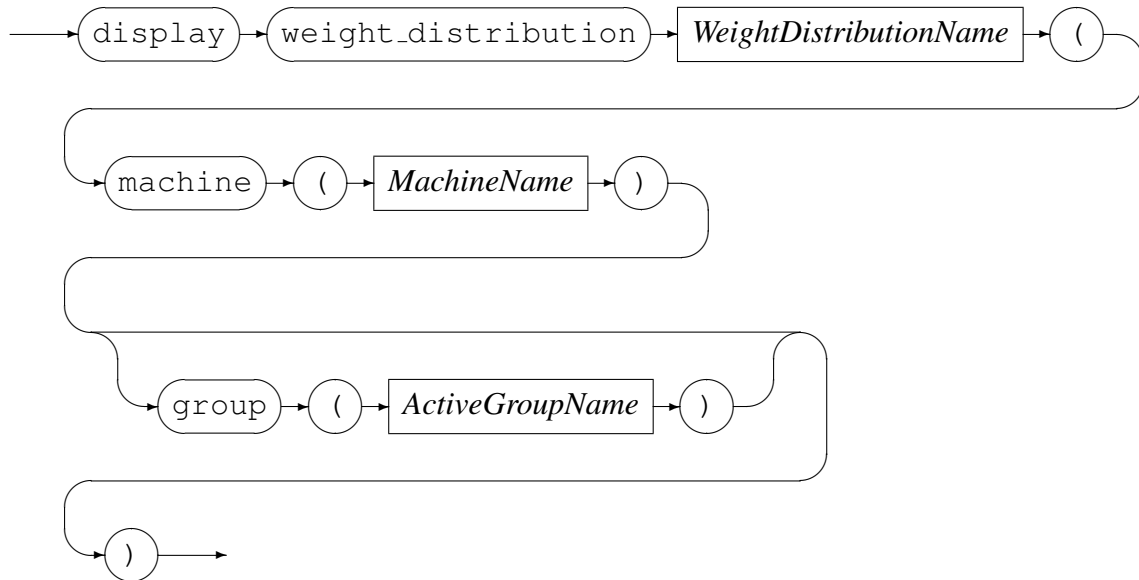 display weight_distribution WeightDistributionName (
machine ( MachineName )
group ( ActiveGroupName )
)